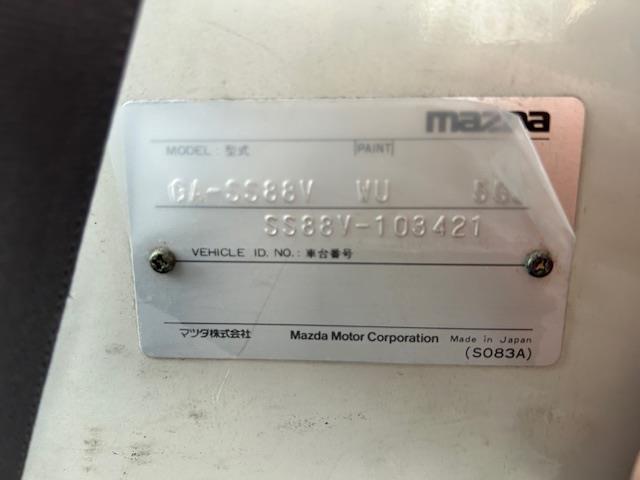 mazda
MODEL : 型式 PAINT
GA-SS88V WU
SS88V-103421
VEHICLE ID. NO. : 車台番号
マツダ株式会社 Mazda Motor Corporation Made in Japan
(S083A)